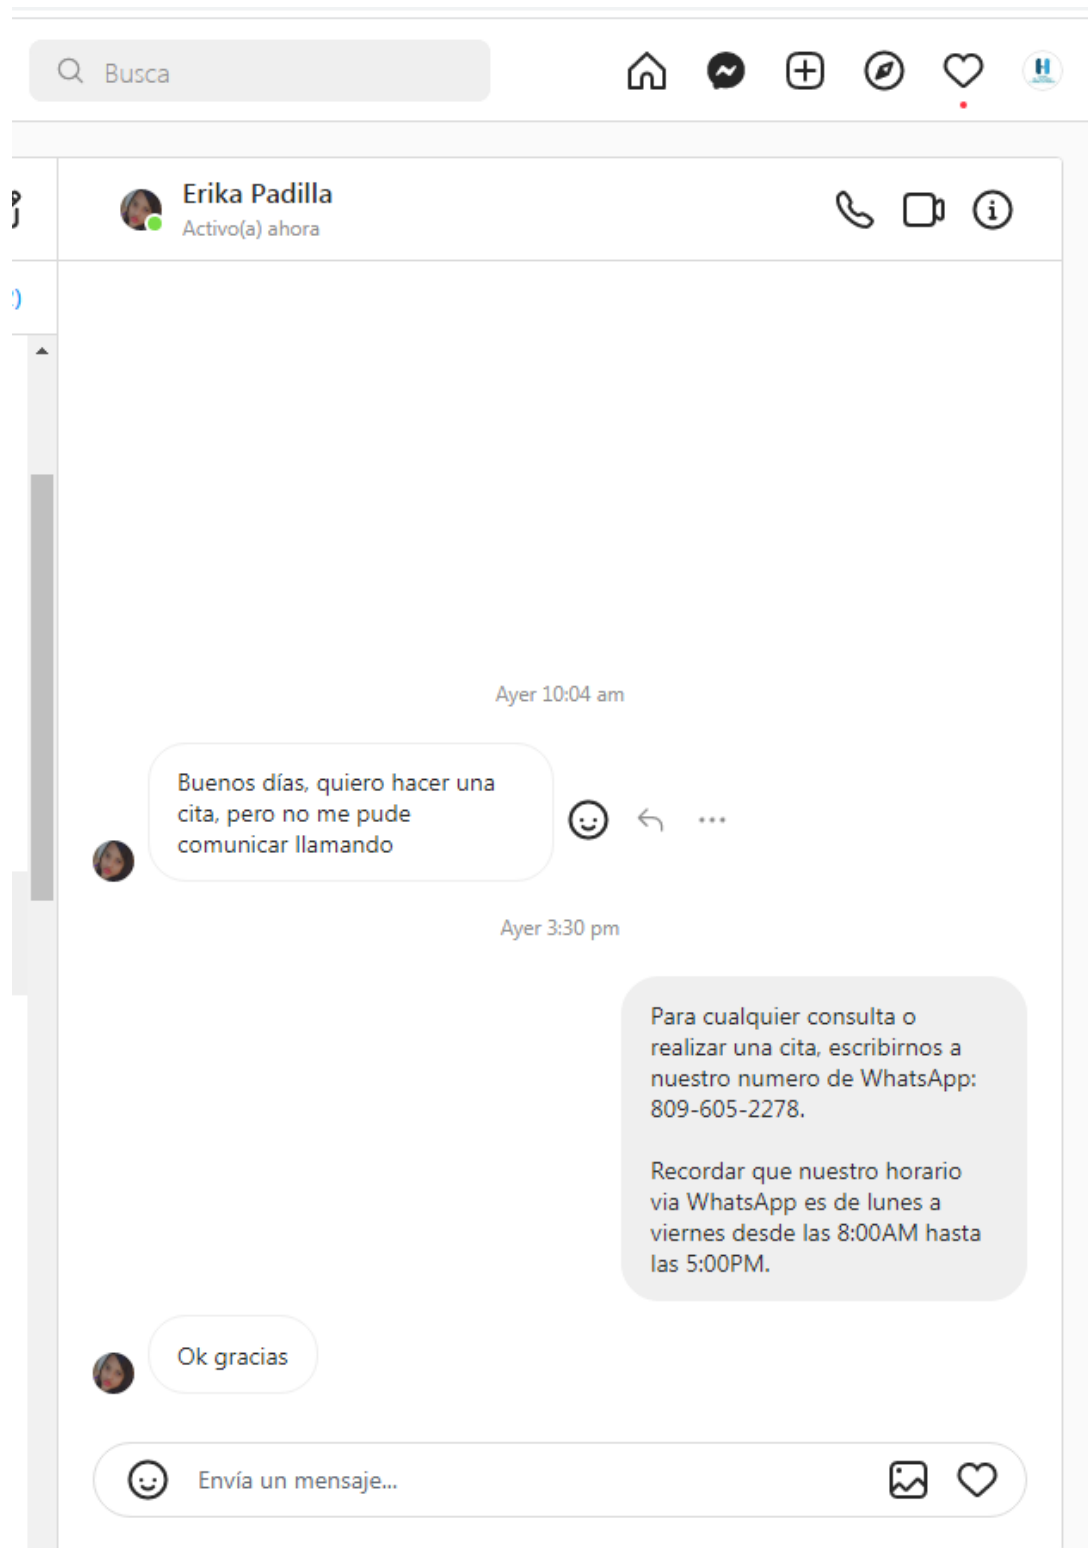 Busca
H
Erika Padilla
Activo(a) ahora
Ayer 10:04 am
Buenos días, quiero hacer una
cita, pero no me pude
comunicar llamando
Ayer 3:30 pm
Para cualquier consulta o
realizar una cita, escribirnos a
nuestro numero de WhatsApp:
809-605-2278.
Recordar que nuestro horario
via WhatsApp es de lunes a
viernes desde las 8:00AM hasta
las 5:00PM.
Ok gracias
Envía un mensaje...